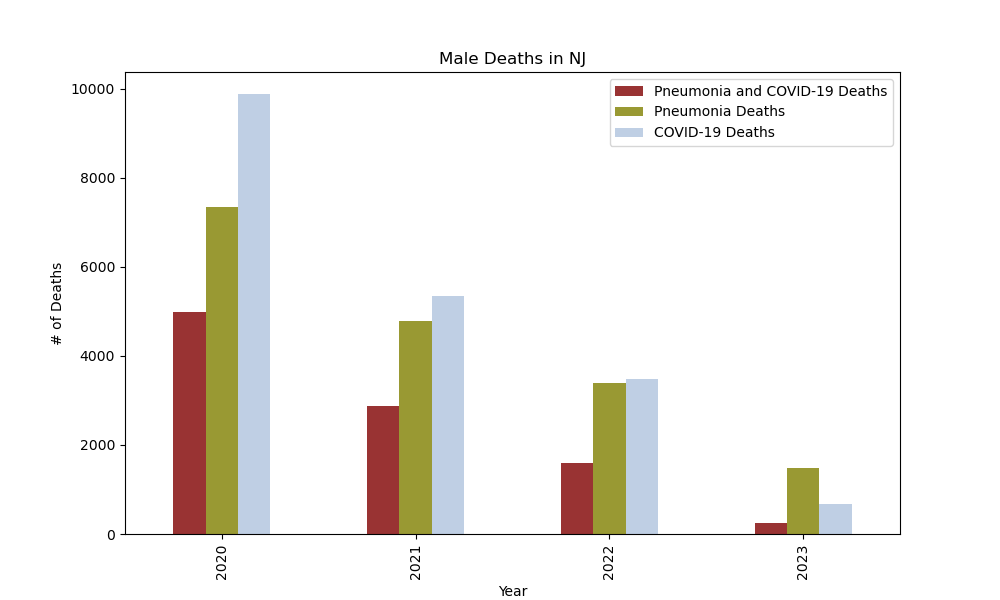 Male Deaths in NJ
Pneumonia and COVID-19 Deaths
Pneumonia Deaths
COVID-19 Deaths
10000
8000
6000
4000
2000
0
# of Deaths
2020
2021
2022
2023
Year